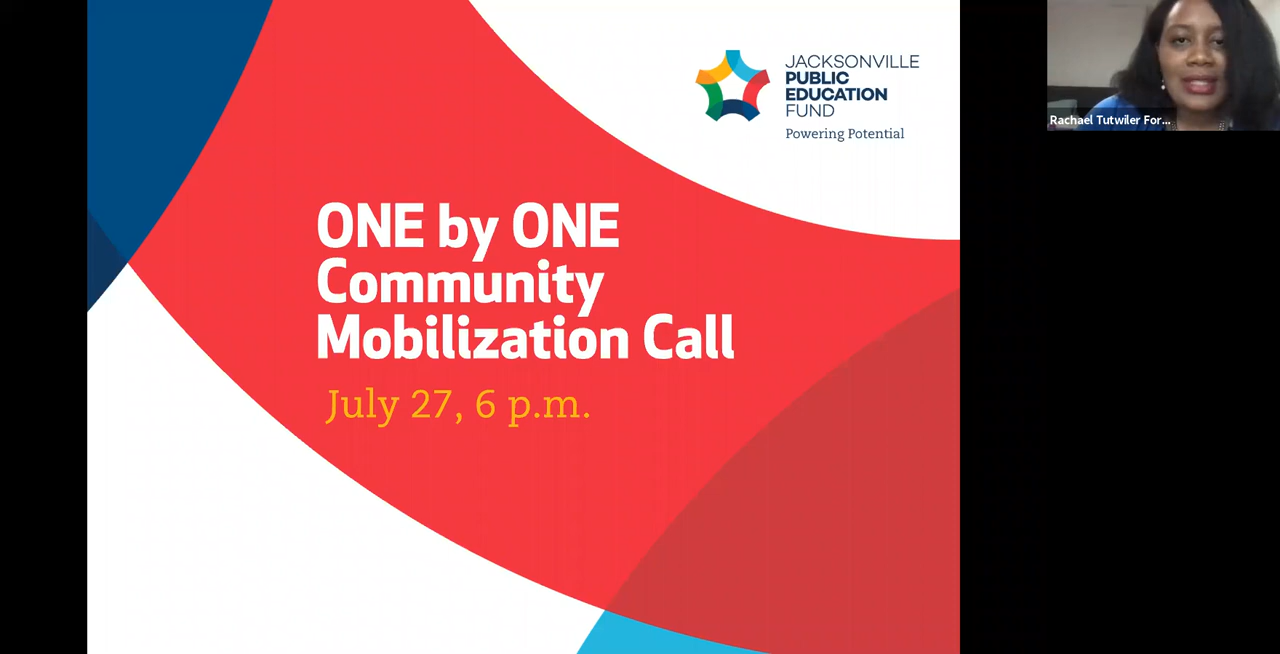 JACKSONVILLE
PUBLIC
EDUCATION
FUND
Powering Potential
Rachael Tutwiler For...
ONE by ONE
Community
Mobilization Call
July 27, 6 p.m.